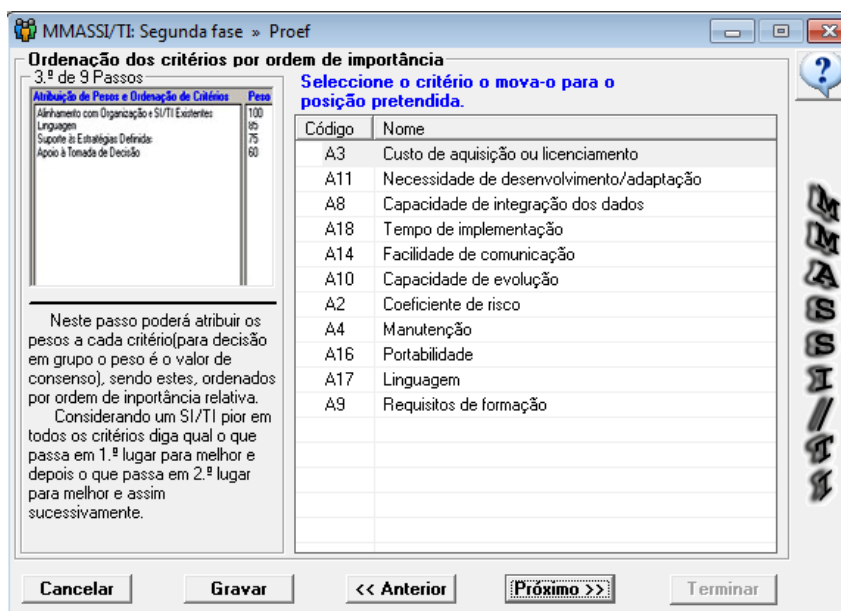 MMASSI/TI: Segunda fase » Proef
Ordenação dos critérios por ordem de importância
3.º de 9 Passos
Atribuição de Pesos e Ordenação de Critérios Peso
Alinhamento com Organização e SI/TI Existentes 100
Linguagen 85
Suporte às Estratégias Definidas 75
Apoio à Tomada de Decisão 60
Neste passo poderá atribuir os
pesos a cada critério(para decisão
em grupo o peso é o valor de
consenso), sendo estes, ordenados
por ordem de inportância relativa.
Considerando um SI/TI pior em
todos os critérios diga qual o que
passa em 1.º lugar para melhor e
depois o que passa em 2.º lugar
para melhor e assim
sucessivamente.
Seleccione o critério o mova-o para o
posição pretendida.
Código Nome
A3 Custo de aquisição ou licenciamento
A11 Necessidade de desenvolvimento/adaptação
A8 Capacidade de integração dos dados
A18 Tempo de implementação
A14 Facilidade de comunicação
A10 Capacidade de evolução
A2 Coeficiente de risco
A4 Manutenção
A16 Portabilidade
A17 Linguagem
A9 Requisitos de formação
?
MMASSI/TI
Cancelar
Gravar
<< Anterior
Próximo >>
Terminar